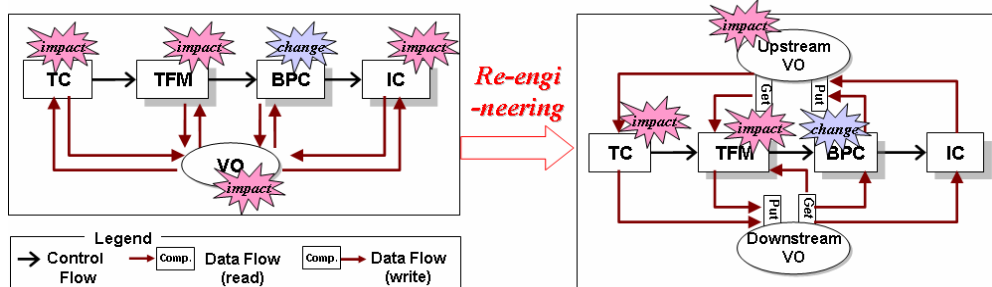 impact
impact
change
impact
TC
TFM
BPC
IC
VO
impact
Legend
Control
Flow
Comp.
Data Flow
(read)
Comp.
Data Flow
(write)
Re-engi
-neering
impact
Upstream
VO
Get
Put
impact
impact
change
TC
TFM
BPC
IC
Put
Get
Downstream
VO